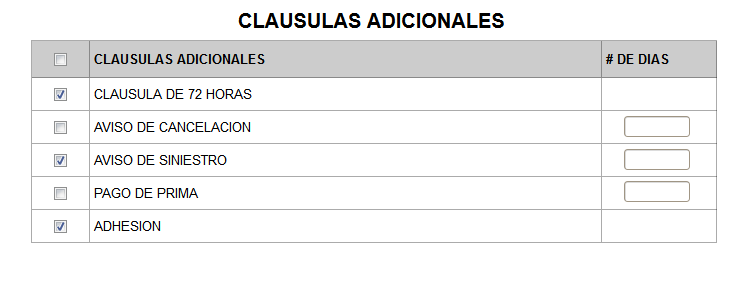 CLAUSULAS ADICIONALES
CLAUSULAS ADICIONALES # DE DIAS
CLAUSULA DE 72 HORAS
AVISO DE CANCELACION
AVISO DE SINIESTRO
PAGO DE PRIMA
ADHESION